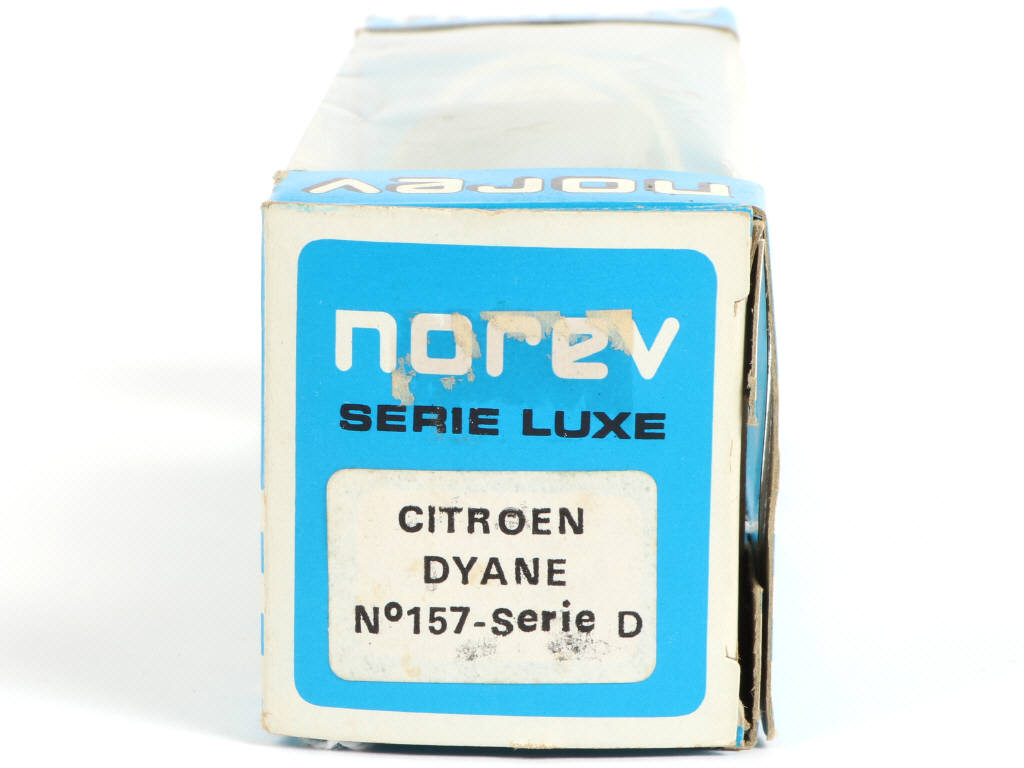 norev
norev
SERIE LUXE
CITROEN
DYANE
Nº157-Serie D